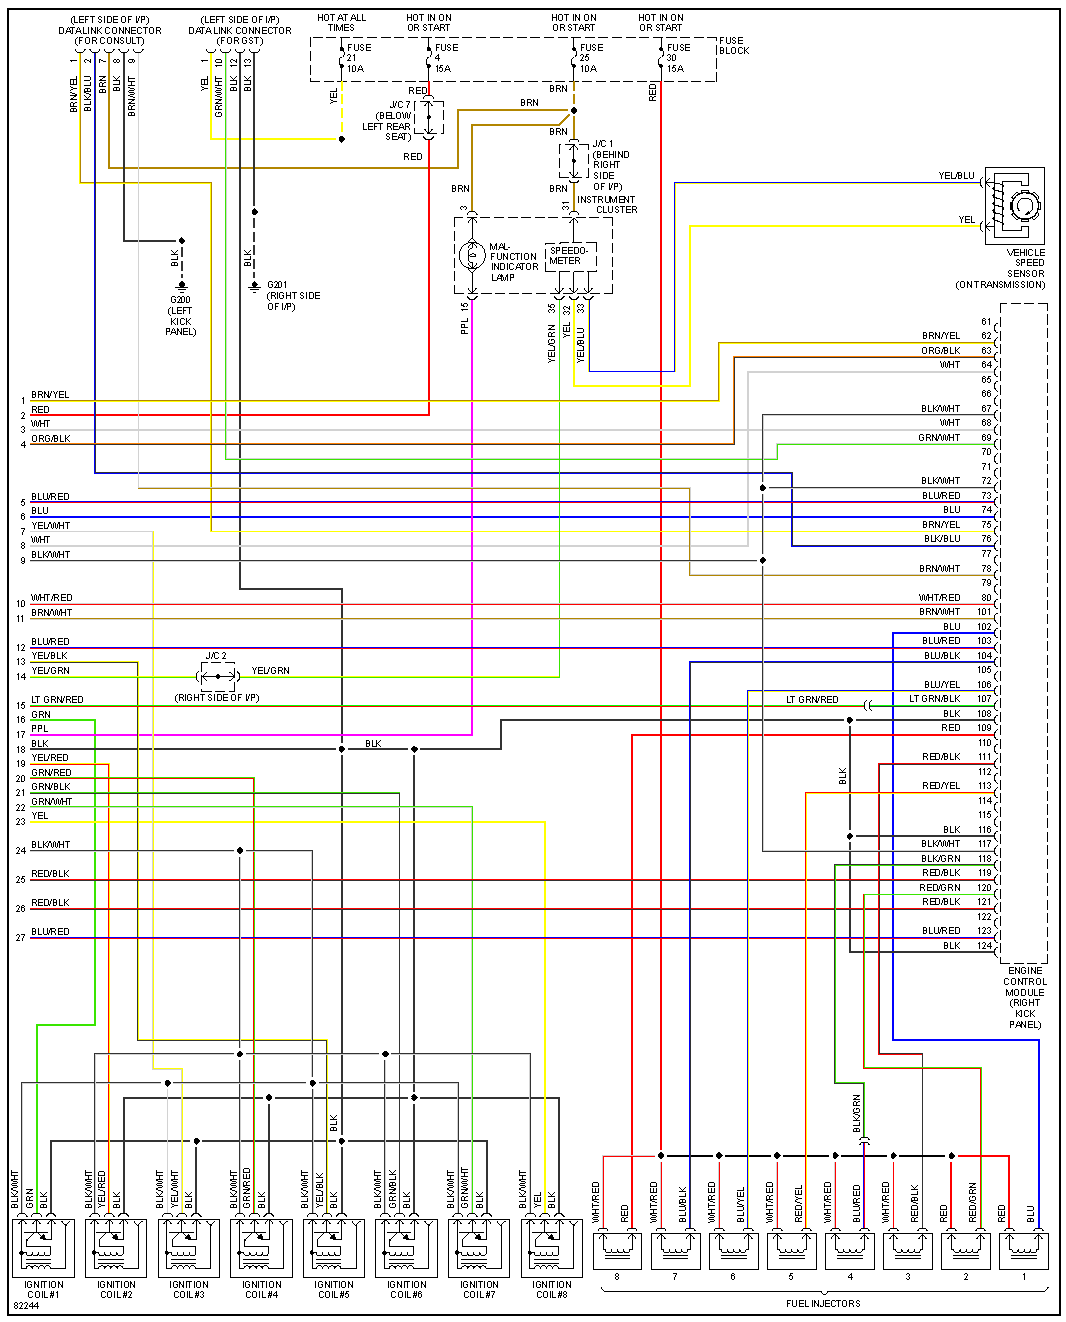 (LEFT SIDE OF I/P)
DATA LINK CONNECTOR
(FOR CONSULT)
(LEFT SIDE OF I/P)
DATA LINK CONNECTOR
(FOR GST)
HOT AT ALL
TIMES
HOT IN ON
OR START
HOT IN ON
OR START
HOT IN ON
OR START
FUSE
21
10A
FUSE
4
15A
FUSE
25
10A
FUSE
30
15A
FUSE
BLOCK
1
2
7
8
9
BRN/YEL
BLK/BLU
BRN
BLK
BRN/WHT
1
10
12
13
YEL
GRN/WHT
BLK
BLK
YEL
RED
BRN
RED
J/C 7
(BELOW
LEFT REAR
SEAT)
RED
BRN
BRN
J/C 1
(BEHIND
RIGHT
SIDE
OF I/P)
BRN
BRN
3
31
INSTRUMENT
CLUSTER
MAL-
FUNCTION
INDICATOR
LAMP
SPEEDO-
METER
YEL/BLU
YEL
VEHICLE
SPEED
SENSOR
(ON TRANSMISSION)
BLK
BLK
G200
(LEFT
KICK
PANEL)
G201
(RIGHT SIDE
OF I/P)
PPL
15
YEL/GRN
35
YEL
32
YEL/BLU
33
1 BRN/YEL
2 RED
3 WHT
4 ORG/BLK
5 BLU/RED
6 BLU
7 YEL/WHT
8 WHT
9 BLK/WHT
10 WHT/RED
11 BRN/WHT
12 BLU/RED
13 YEL/BLK
14 YEL/GRN
J/C 2
YEL/GRN
(RIGHT SIDE OF I/P)
15 LT GRN/RED
16 GRN
17 PPL
18 BLK
19 YEL/RED
20 GRN/RED
21 GRN/BLK
22 GRN/WHT
23 YEL
24 BLK/WHT
25 RED/BLK
26 RED/BLK
27 BLU/RED
BLK
LT GRN/RED
BLK
61
BRN/YEL 62
ORG/BLK 63
WHT 64
65
66
BLK/WHT 67
WHT 68
GRN/WHT 69
70
71
BLK/WHT 72
BLU/RED 73
BLU 74
BRN/YEL 75
BLK/BLU 76
77
BRN/WHT 78
79
WHT/RED 80
BRN/WHT 101
BLU 102
BLU/RED 103
BLU/BLK 104
105
BLU/YEL 106
LT GRN/BLK 107
BLK 108
RED 109
110
RED/BLK 111
112
RED/YEL 113
114
115
BLK 116
BLK/WHT 117
BLK/GRN 118
RED/BLK 119
RED/GRN 120
RED/BLK 121
122
BLU/RED 123
BLK 124
ENGINE
CONTROL
MODULE
(RIGHT
KICK
PANEL)
BLK
BLK/GRN
BLK/WHT
GRN
BLK
BLK/WHT
YEL/RED
BLK
BLK/WHT
YEL/WHT
BLK
BLK/WHT
GRN/RED
BLK
BLK/WHT
YEL/BLK
BLK
BLK/WHT
GRN/BLK
BLK
BLK/WHT
GRN/WHT
BLK
BLK/WHT
YEL
BLK
WHT/RED
RED
WHT/RED
BLU/BLK
WHT/RED
BLU/YEL
WHT/RED
RED/YEL
WHT/RED
BLU/RED
WHT/RED
RED/BLK
RED
RED/GRN
RED
BLU
IGNITION
COIL#1
IGNITION
COIL#2
IGNITION
COIL#3
IGNITION
COIL#4
IGNITION
COIL#5
IGNITION
COIL#6
IGNITION
COIL#7
IGNITION
COIL#8
8 7 6 5 4 3 2 1
FUEL INJECTORS
82244